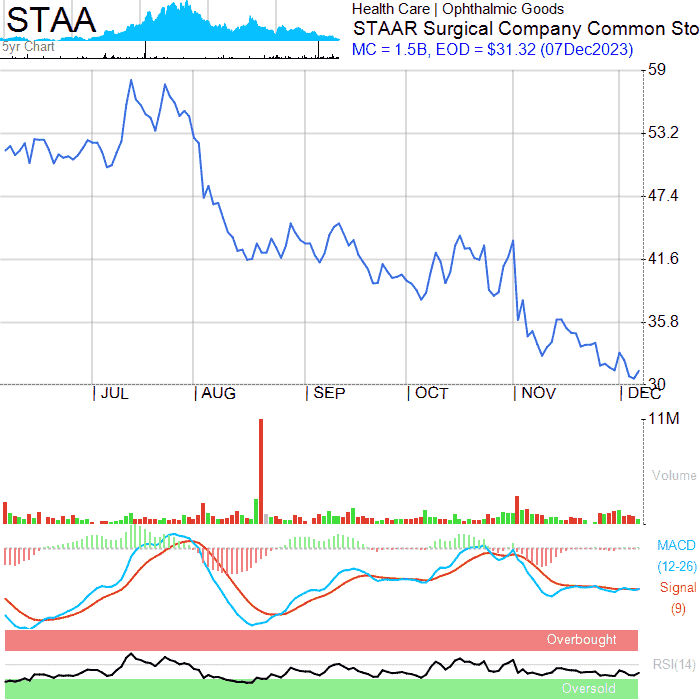 STAA
5yr Chart
Health Care | Ophthalmic Goods
STAAR Surgical Company Common Sto
MC = 1.5B, EOD = $31.32 (07Dec2023)
59
53.2
47.4
41.6
35.8
30
JUL AUG SEP OCT NOV DEC
11M
Volume
MACD
(12-26)
Signal
(9)
Overbought
RSI(14)
Oversold